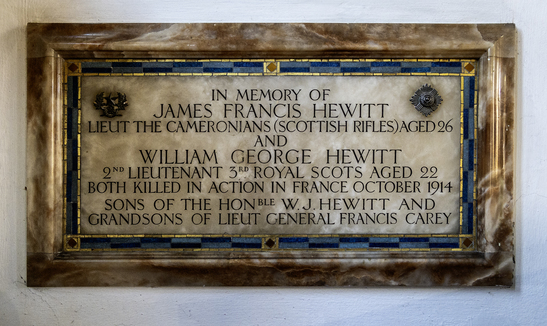 IN MEMORY OF
JAMES FRANCIS HEWITT
LIEUT THE CAMERONIANS (SCOTTISH RIFLES) AGED 26
AND
WILLIAM GEORGE HEWITT
2ND LIEUTENANT 3RD ROYAL SCOTS AGED 22
BOTH KILLED IN ACTION IN FRANCE OCTOBER 1914
SONS OF THE HONBLE W.J. HEWITT AND
GRANDSONS OF LIEUT GENERAL FRANCIS CAREY